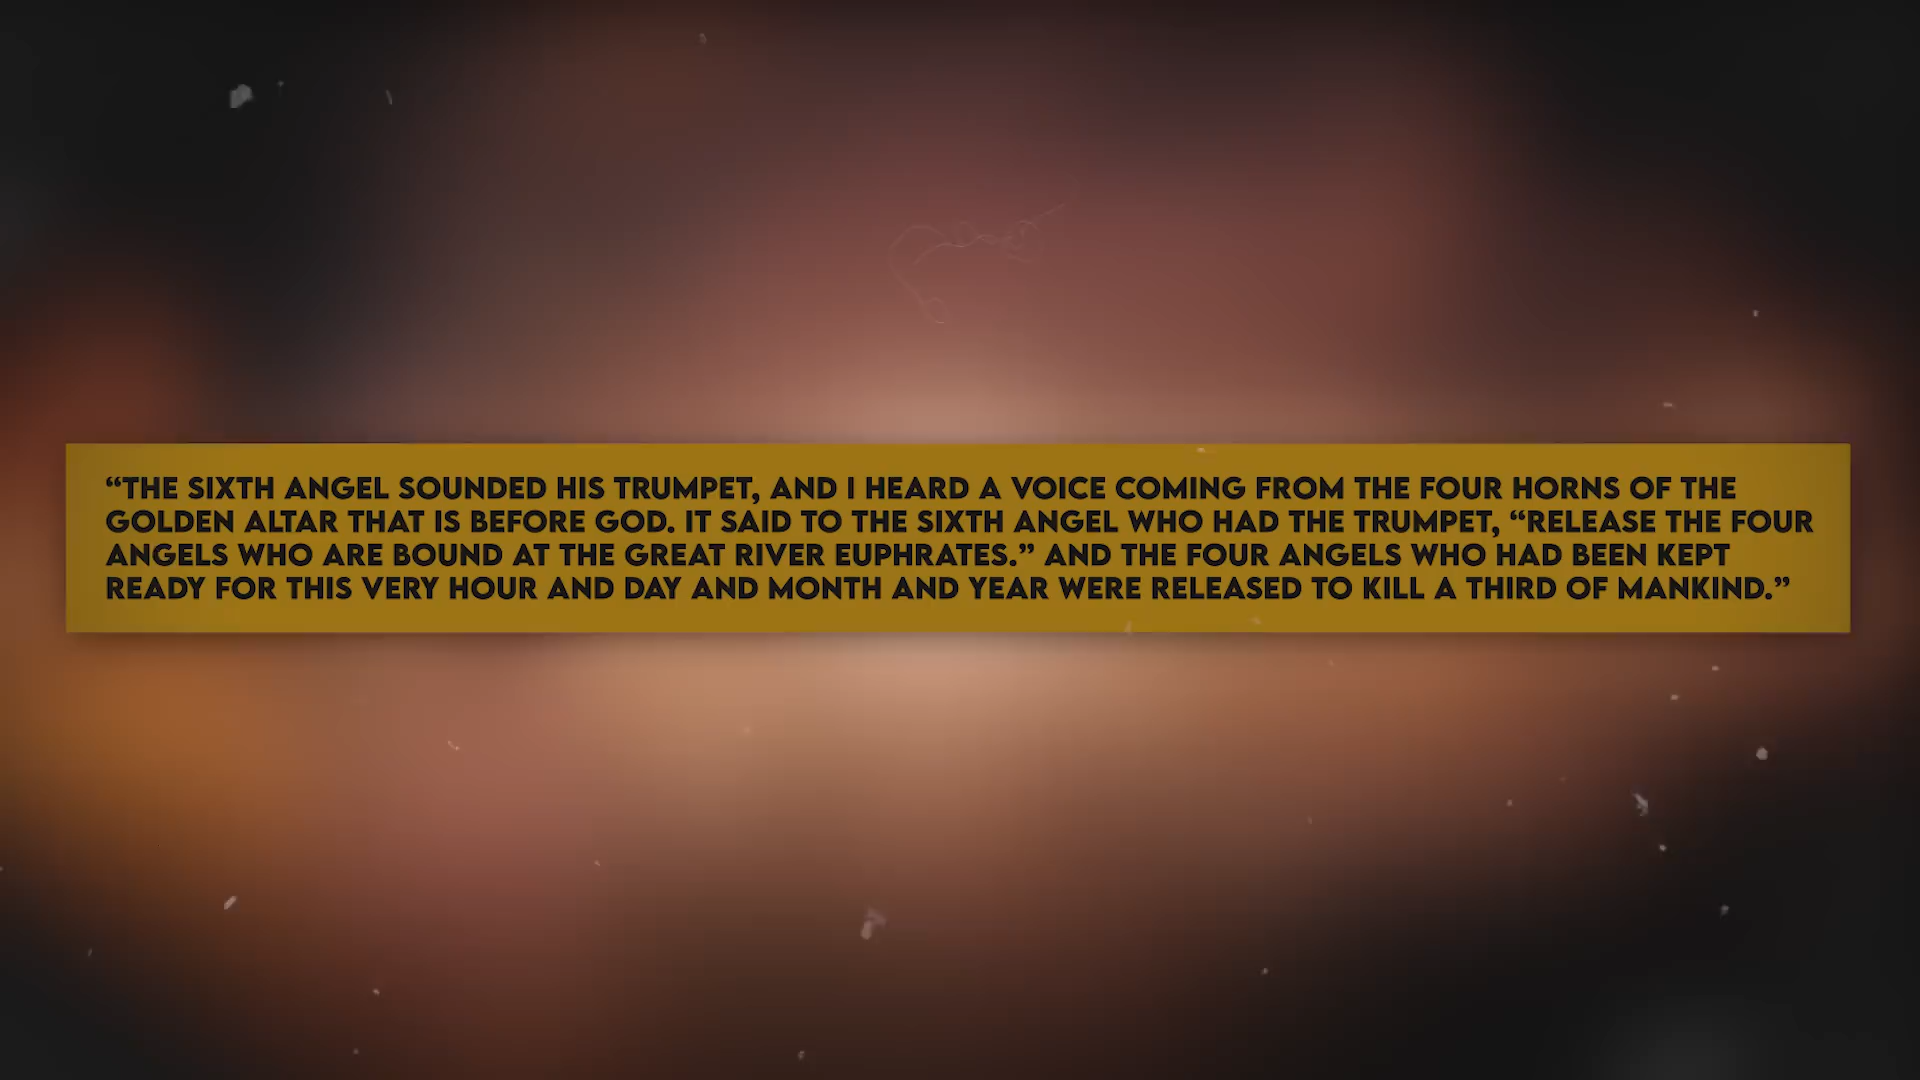 “THE SIXTH ANGEL SOUNDED HIS TRUMPET, AND I HEARD A VOICE COMING FROM THE FOUR HORNS OF THE
GOLDEN ALTAR THAT IS BEFORE GOD. IT SAID TO THE SIXTH ANGEL WHO HAD THE TRUMPET, “RELEASE THE FOUR
ANGELS WHO ARE BOUND AT THE GREAT RIVER EUPHRATES.” AND THE FOUR ANGELS WHO HAD BEEN KEPT
READY FOR THIS VERY HOUR AND DAY AND MONTH AND YEAR WERE RELEASED TO KILL A THIRD OF MANKIND.”